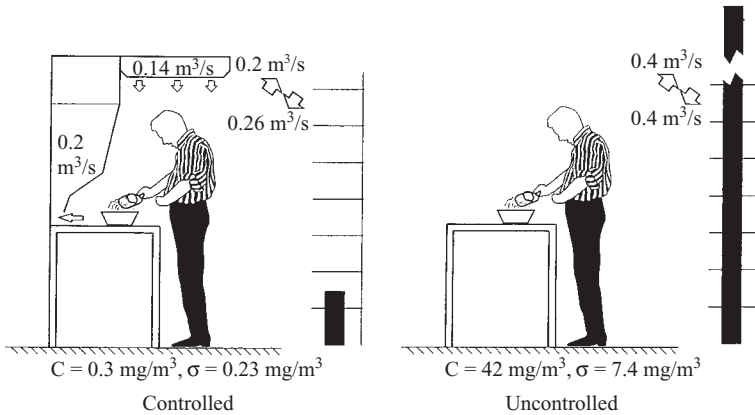 0.14 m³/s
0.2 m³/s
0.26 m³/s
0.2
m³/s
C = 0.3 mg/m³, σ = 0.23 mg/m³
Controlled
0.4 m³/s
0.4 m³/s
C = 42 mg/m³, σ = 7.4 mg/m³
Uncontrolled